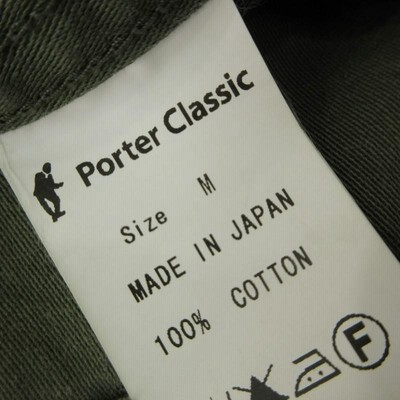 Porter Classic
Size M
MADE IN JAPAN
100% COTTON
F